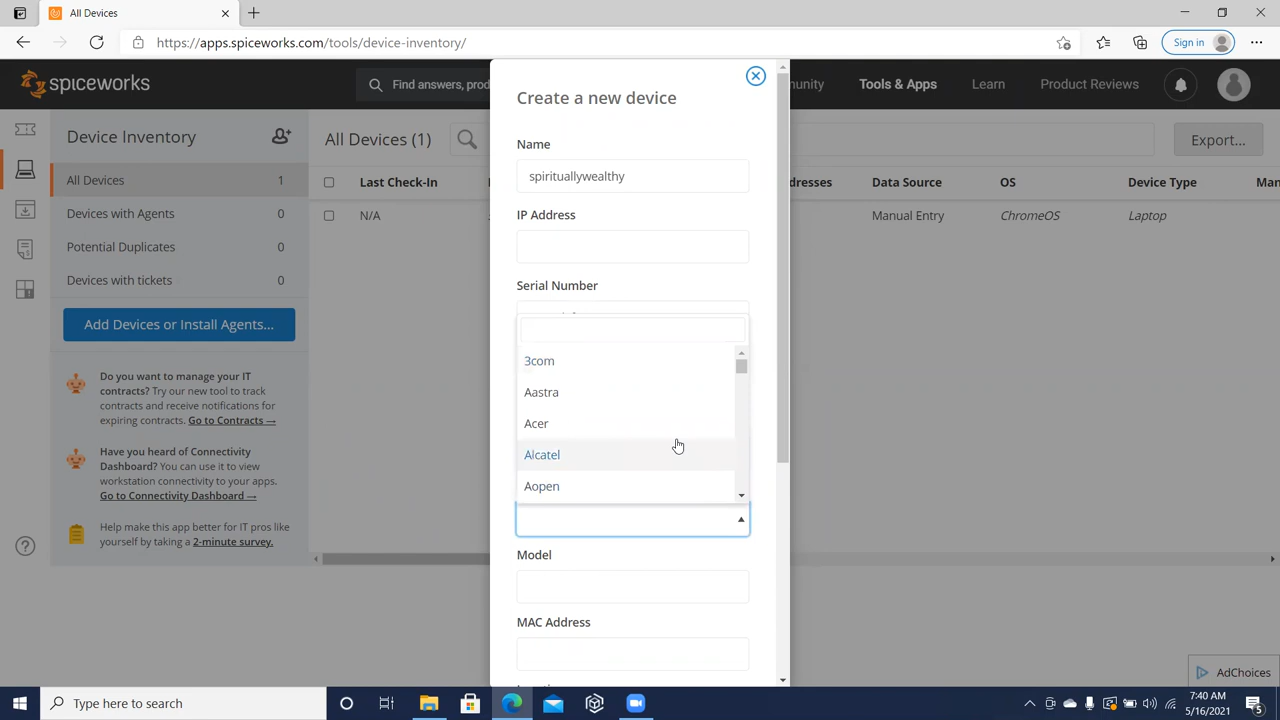 All Devices
https://apps.spiceworks.com/tools/device-inventory/
Sign in
spiceworks
Find answers, prod
munity
Tools & Apps
Learn
Product Reviews
Device Inventory
All Devices 1
Devices with Agents 0
Potential Duplicates 0
Devices with tickets 0
Add Devices or Install Agents...
Do you want to manage your IT
contracts? Try our new tool to
track contracts and receive
notifications for
expiring contracts. Go to Contracts →
Have you heard of Connectivity
Dashboard? You can use it to view
workstation connectivity to your apps.
Go to Connectivity Dashboard →
Help make this app better for IT pros like
yourself by taking a 2-minute survey.
All Devices (1)
Export...
Last Check-In
dresses
Data Source
OS
Device Type
Man
N/A
Manual Entry
ChromeOS
Laptop
Create a new device
Name
spirituallywealthy
IP Address
Serial Number
3com
Aastra
Acer
Alcatel
Aopen
Model
MAC Address
AdChoices
Type here to search
7:40 AM
5/16/2021
5